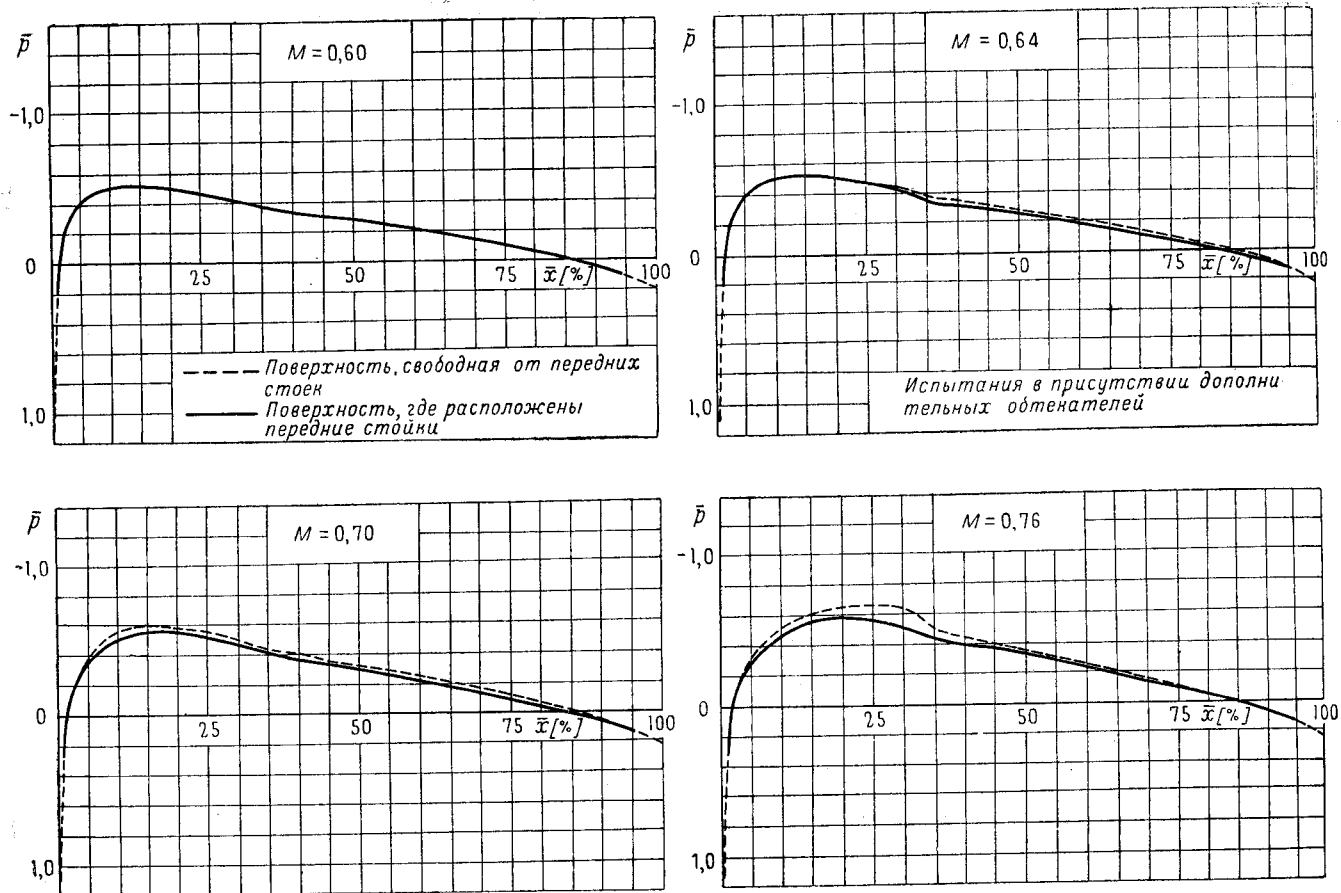 p̄
M = 0,60
-1,0
0
25
50
75
x̄[%]
100
1,0
Поверхность, свободная от передних
стоек
Поверхность, где расположены
передние стойки
p̄
M = 0,64
-1,0
0
25
50
75
x̄[%]
100
1,0
Испытания в присутствии дополни
тельных обтекателей
p̄
M = 0,70
-1,0
0
25
50
75
x̄[%]
100
1,0
p̄
M = 0,76
-1,0
0
25
50
75
x̄[%]
100
1,0